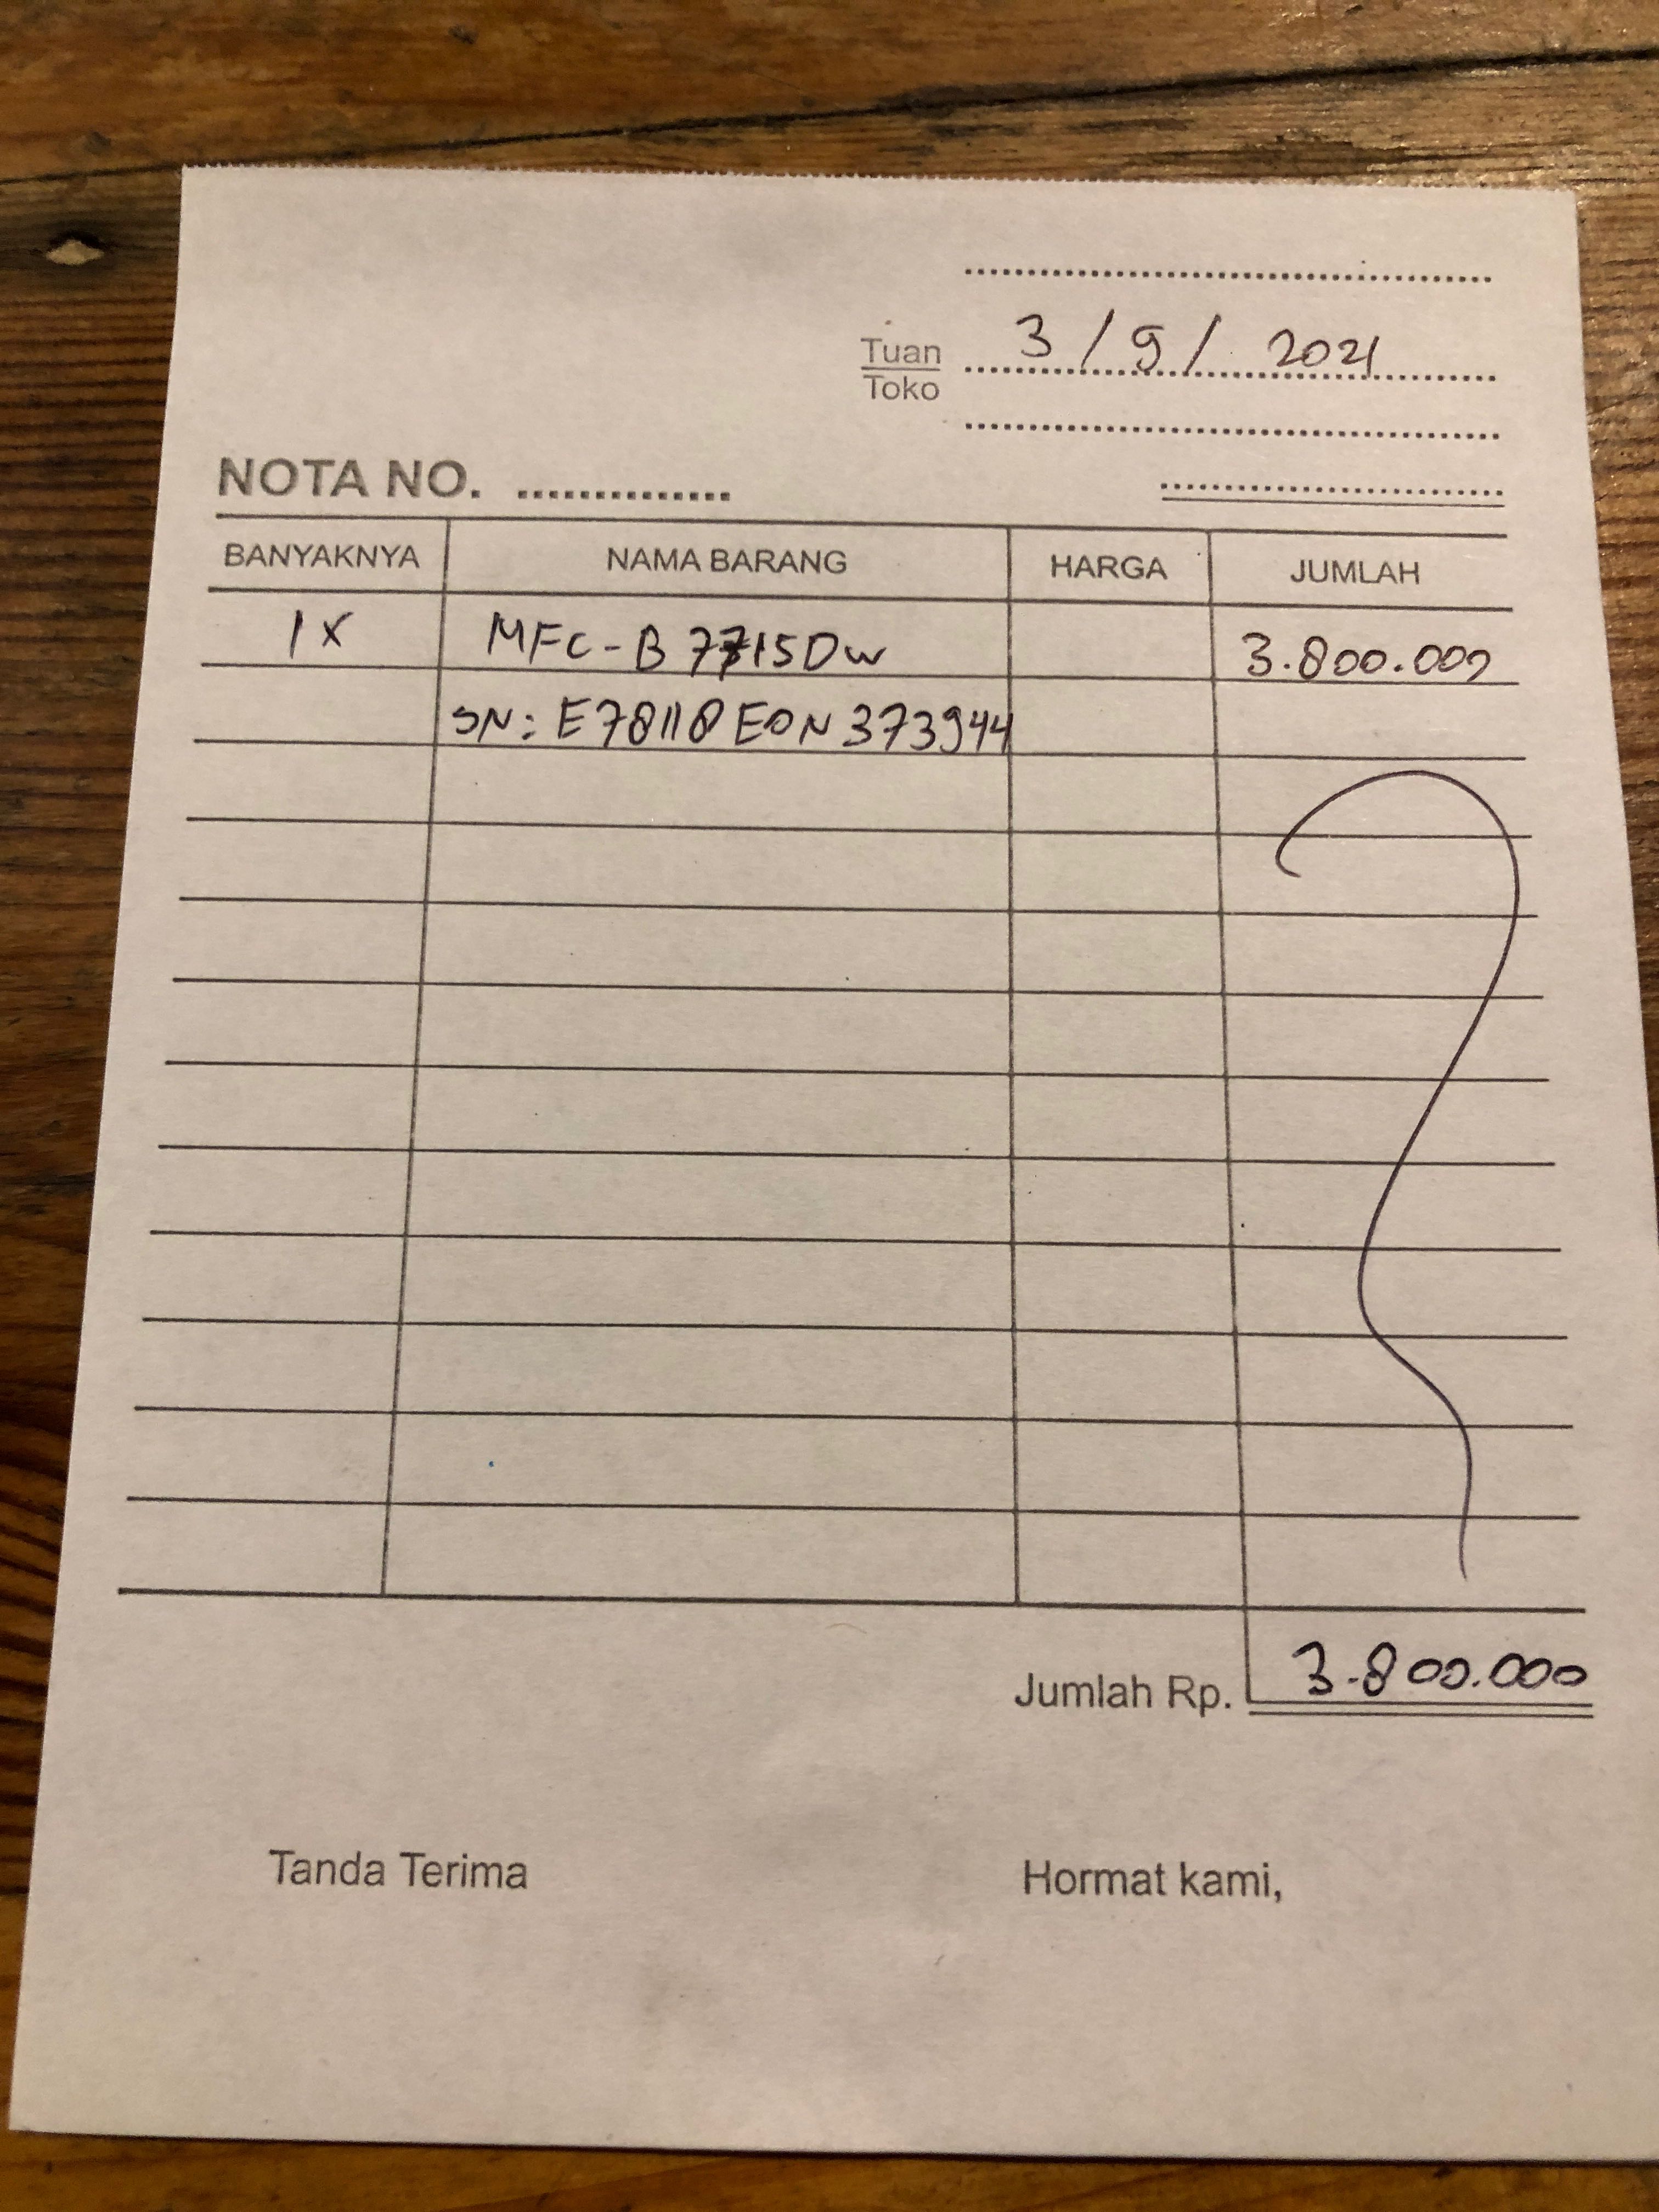 3 / 9 / 2021
Tuan
Toko
NOTA NO.
BANYAKNYA NAMA BARANG HARGA JUMLAH
1X MFC-B7715DW 3.800.000
SN: E78118E0N373944
Jumlah Rp. 3.800.000
Tanda Terima Hormat kami,